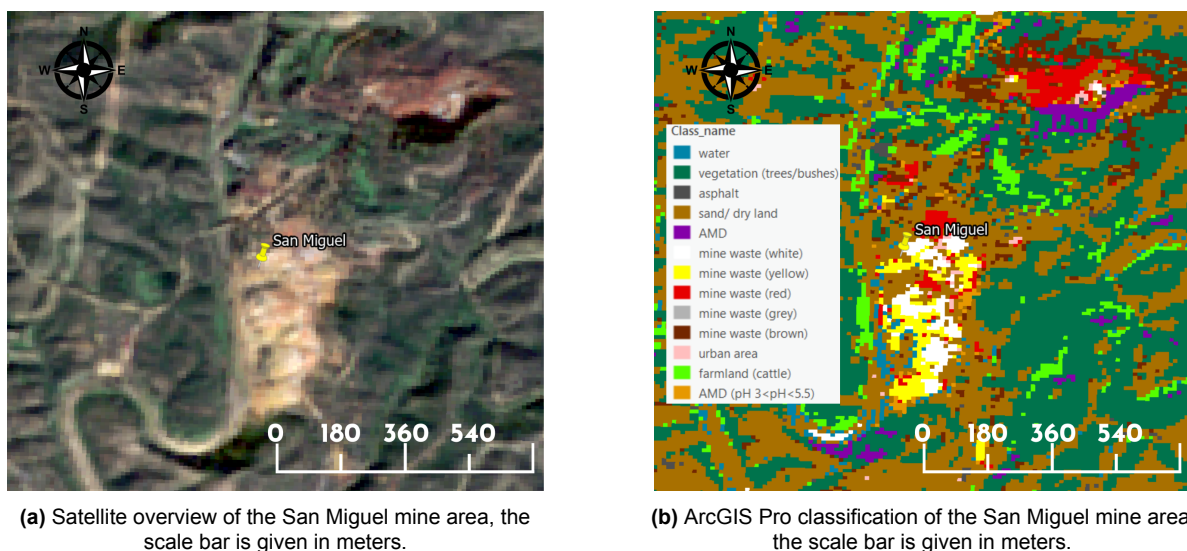 N
W E
S
San Miguel
0 180 360 540
(a) Satellite overview of the San Miguel mine area, the
scale bar is given in meters.
N
W E
S
Class_name
water
vegetation (trees/bushes)
asphalt
sand/ dry land
AMD
mine waste (white)
mine waste (yellow)
mine waste (red)
mine waste (grey)
mine waste (brown)
urban area
farmland (cattle)
AMD (pH 3<pH<5.5)
San Miguel
0 180 360 540
(b) ArcGIS Pro classification of the San Miguel mine area
the scale bar is given in meters.